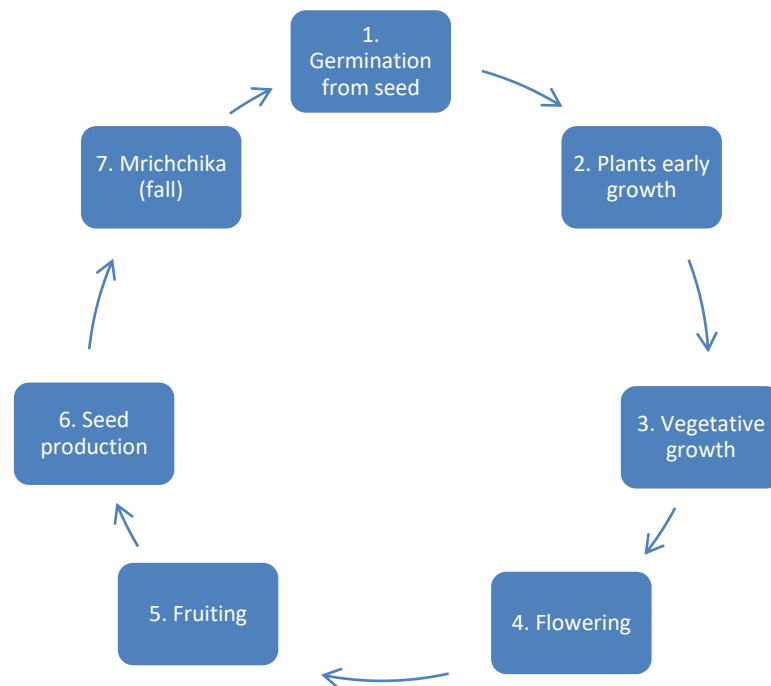 1.
Germination
from seed
2. Plants early
growth
3. Vegetative
growth
4. Flowering
5. Fruiting
6. Seed
production
7. Mrichchika
(fall)